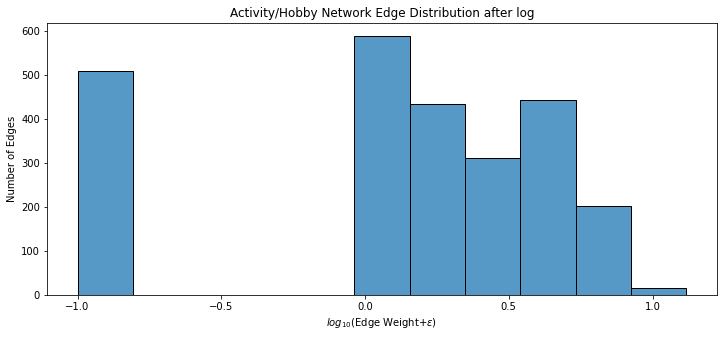 Activity/Hobby Network Edge Distribution after log
600
500
400
300
200
100
0
Number of Edges
−1.0 −0.5 0.0 0.5 1.0
log₁₀(Edge Weight+ε)